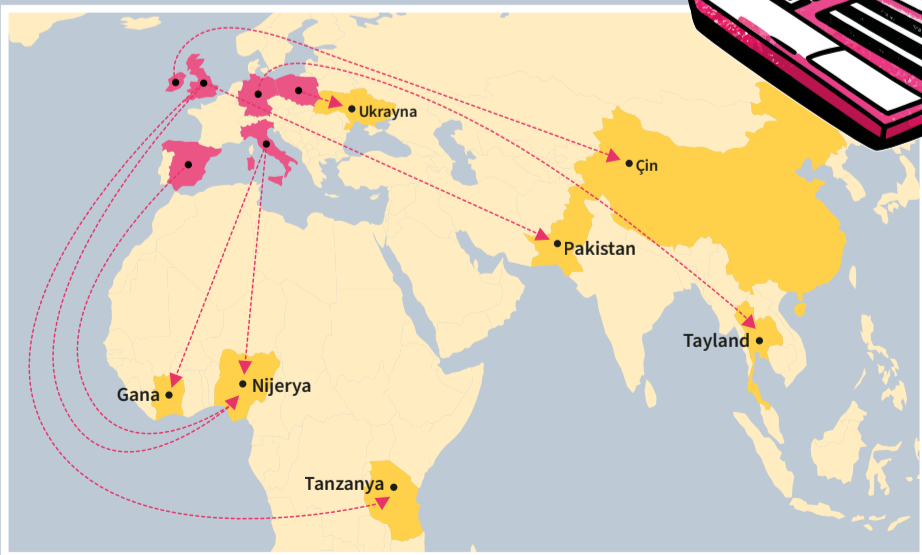 Ukrayna
Çin
Pakistan
Tayland
Gana
Nijerya
Tanzanya